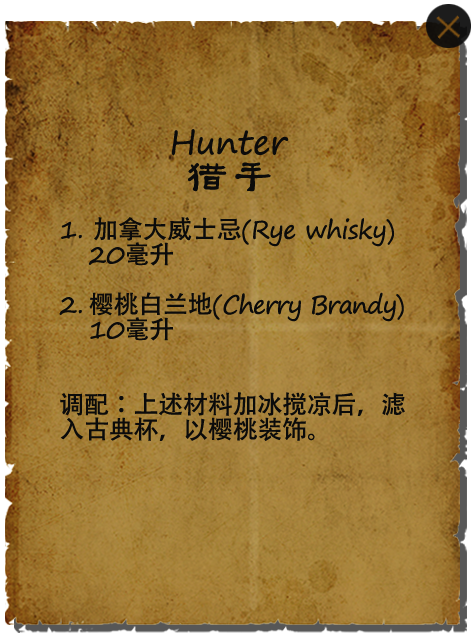 Hunter
猎手
1. 加拿大威士忌(Rye whisky)
20毫升
2. 樱桃白兰地(Cherry Brandy)
10毫升
调配：上述材料加冰搅凉后，滤
入古典杯，以樱桃装饰。